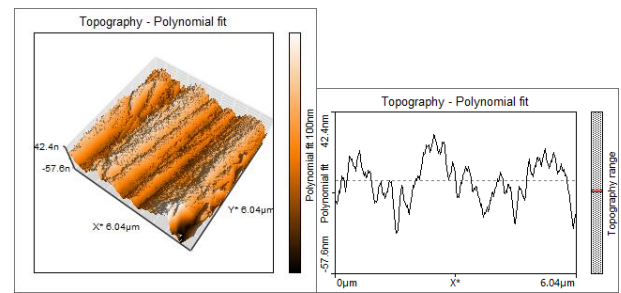 Topography - Polynomial fit
42.4n
-57.6n
X* 6.04µm
Y* 6.04µm
Polynomial fit 100nm
Topography - Polynomial fit
42.4nm
Polynomial fit
-57.6nm
0µm
X*
6.04µm
Topography range